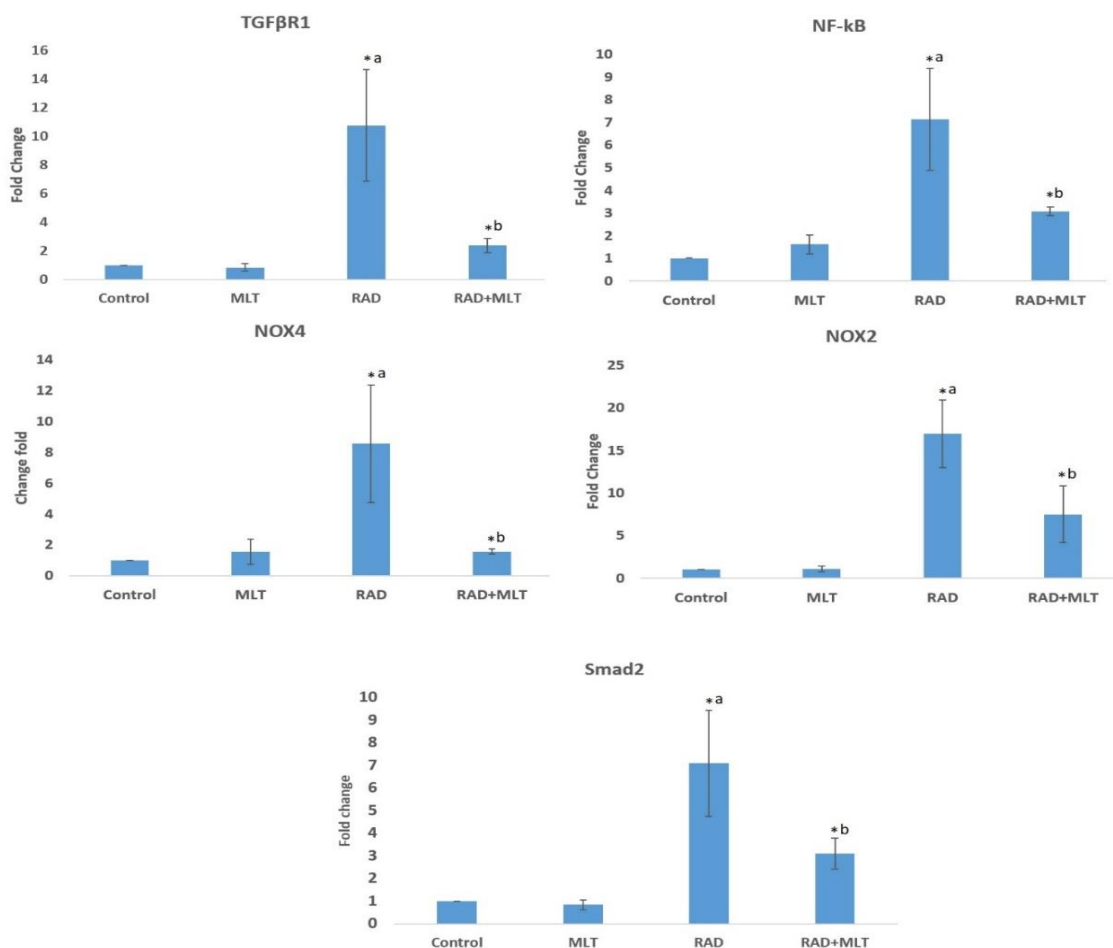 TGFβR1
Fold Change
16
14
12
10
8
6
4
2
0
*a
*b
Control MLT RAD RAD+MLT
NF-kB
Fold Change
10
9
8
7
6
5
4
3
2
1
0
*a
*b
Control MLT RAD RAD+MLT
NOX4
Change fold
14
12
10
8
6
4
2
0
*a
*b
Control MLT RAD RAD+MLT
NOX2
Fold Change
25
20
15
10
5
0
*a
*b
Control MLT RAD RAD+MLT
Smad2
Fold change
10
9
8
7
6
5
4
3
2
1
0
*a
*b
Control MLT RAD RAD+MLT